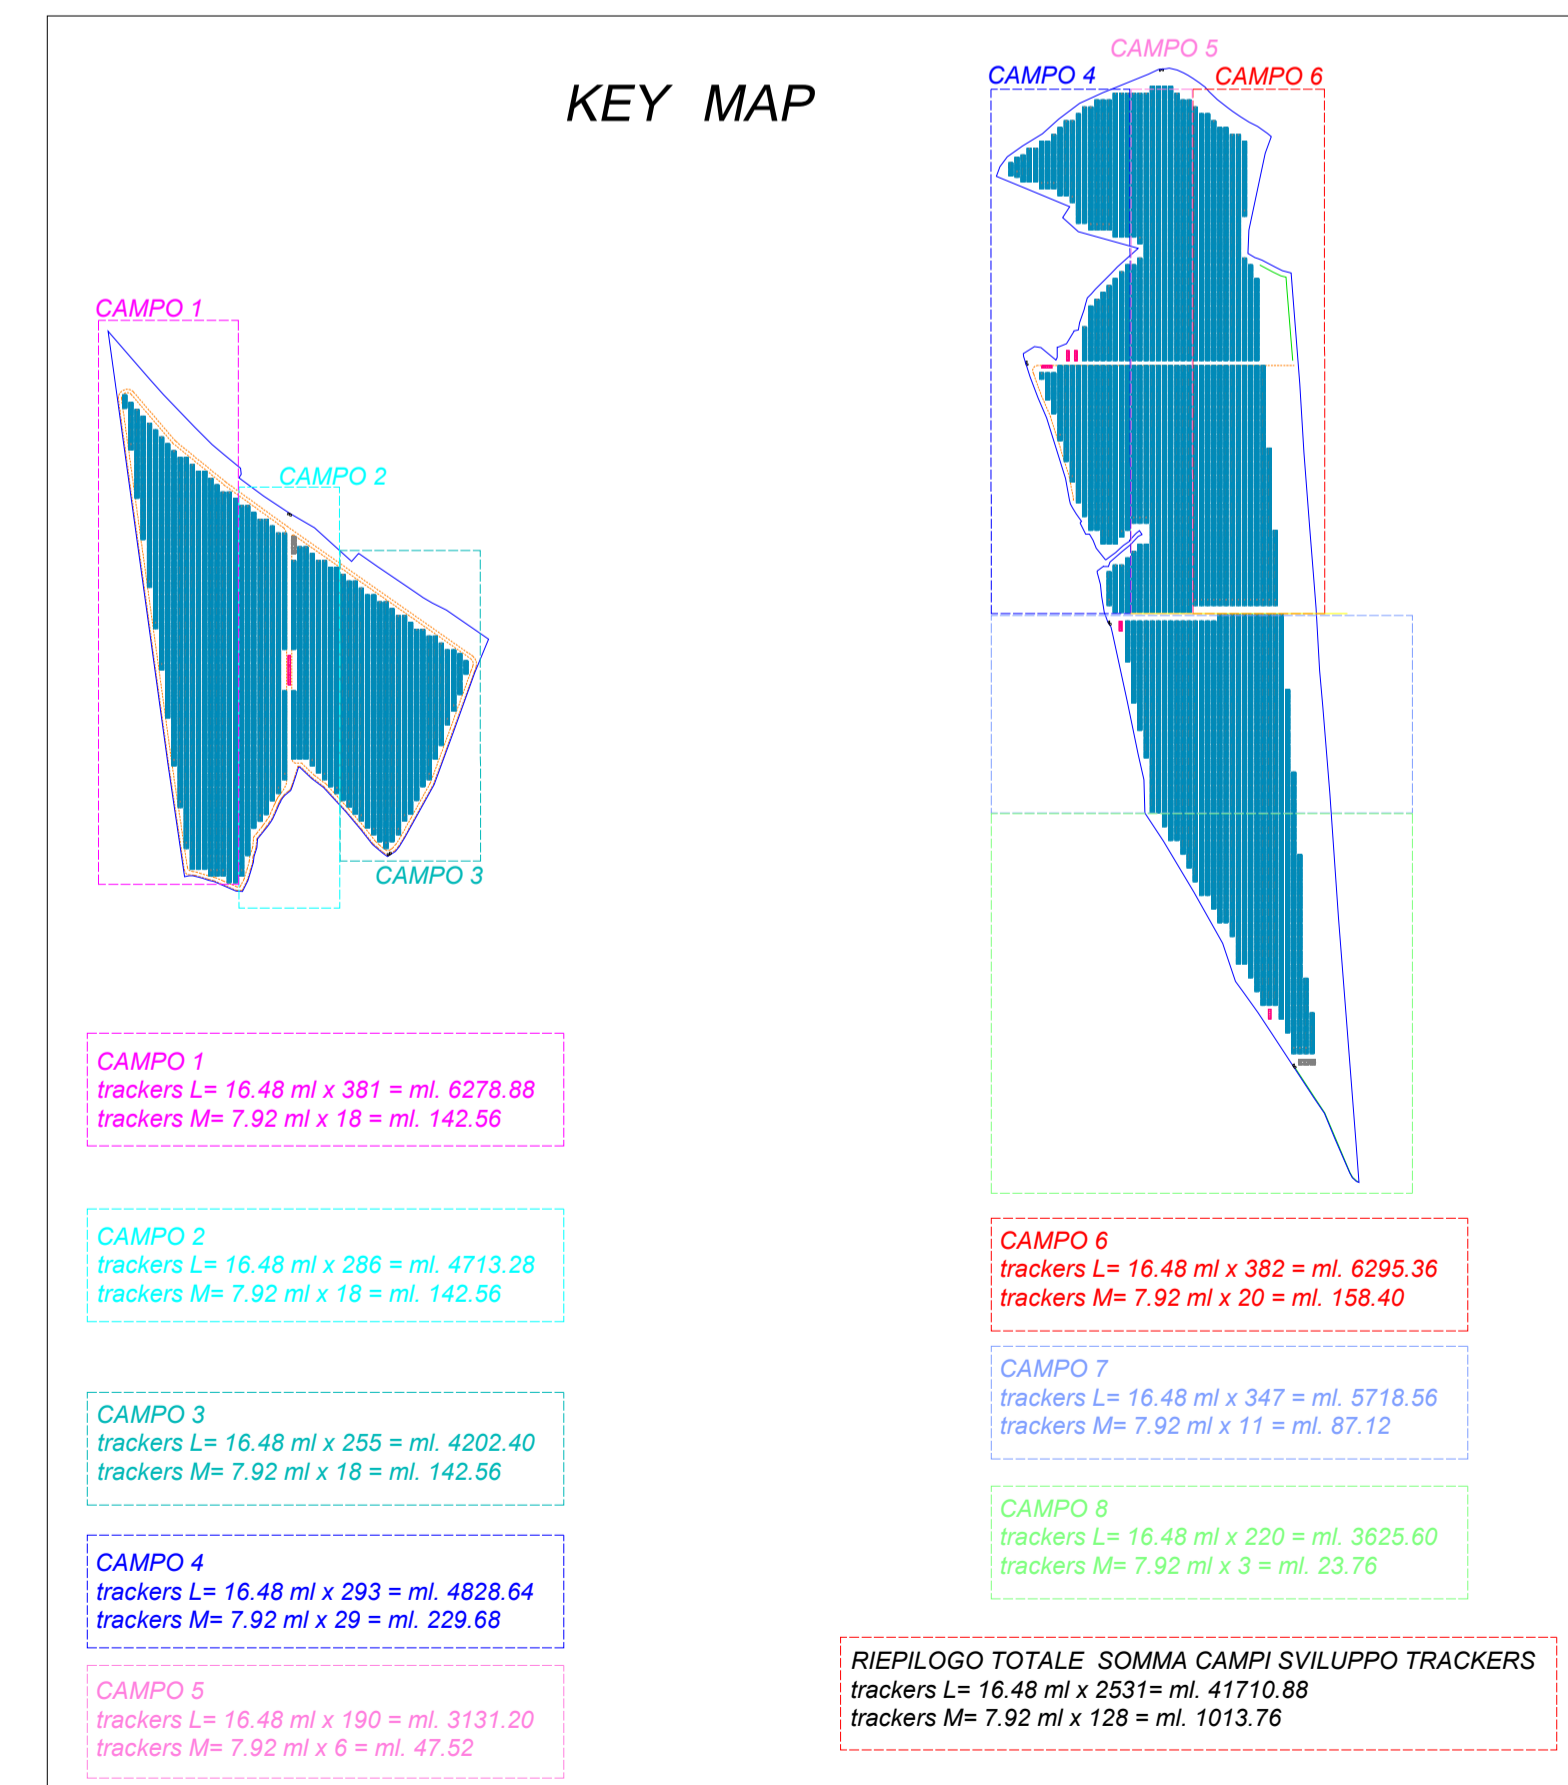 KEY MAP
CAMPO 5
CAMPO 4
CAMPO 6
CAMPO 1
CAMPO 2
CAMPO 3
CAMPO 1
trackers L= 16.48 ml x 381 = ml. 6278.88
trackers M= 7.92 ml x 18 = ml. 142.56
CAMPO 2
trackers L= 16.48 ml x 286 = ml. 4713.28
trackers M= 7.92 ml x 18 = ml. 142.56
CAMPO 3
trackers L= 16.48 ml x 255 = ml. 4202.40
trackers M= 7.92 ml x 18 = ml. 142.56
CAMPO 4
trackers L= 16.48 ml x 293 = ml. 4828.64
trackers M= 7.92 ml x 29 = ml. 229.68
CAMPO 5
trackers L= 16.48 ml x 190 = ml. 3131.20
trackers M= 7.92 ml x 6 = ml. 47.52
CAMPO 6
trackers L= 16.48 ml x 382 = ml. 6295.36
trackers M= 7.92 ml x 20 = ml. 158.40
CAMPO 7
trackers L= 16.48 ml x 347 = ml. 5718.56
trackers M= 7.92 ml x 11 = ml. 87.12
CAMPO 8
trackers L= 16.48 ml x 220 = ml. 3625.60
trackers M= 7.92 ml x 3 = ml. 23.76
RIEPILOGO TOTALE SOMMA CAMPI SVILUPPO TRACKERS
trackers L= 16.48 ml x 2531= ml. 41710.88
trackers M= 7.92 ml x 128 = ml. 1013.76